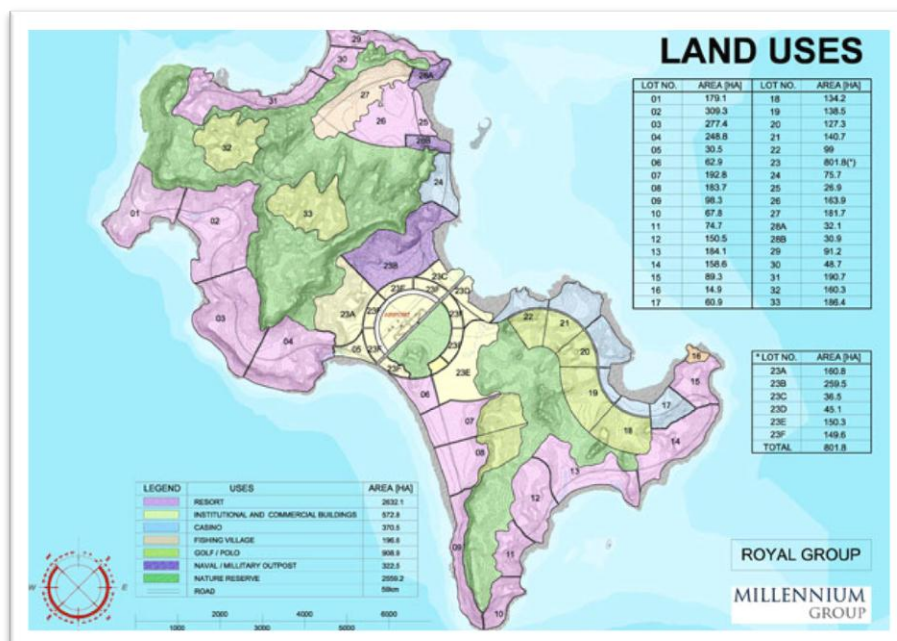 LAND USES
LOT NO. AREA [HA] LOT NO. AREA [HA]
01 179.1 18 134.2
02 309.3 19 138.5
03 277.4 20 127.3
04 248.8 21 140.7
05 30.5 22 99
06 62.9 23 801.8(*)
07 192.8 24 75.7
08 183.7 25 26.9
09 98.3 26 163.9
10 67.8 27 181.7
11 74.7 28A 32.1
12 150.5 28B 30.9
13 184.1 29 91.2
14 158.6 30 48.7
15 89.3 31 190.7
16 14.9 32 160.3
17 60.9 33 186.4
* LOT NO. AREA [HA]
23A 160.8
23B 259.5
23C 36.5
23D 45.1
23E 150.3
23F 149.6
TOTAL 801.8
29
30
28A
31
27
26
25
32
28B
24
33
01
02
23B
23C
23F
23F
23D
23A
AIRPORT
03
04
05
22
21
20
23E
16
15
06
19
17
07
18
14
08
13
12
09
11
10
LEGEND USES AREA [HA]
RESORT 2632.1
INSTITUTIONAL AND COMMERCIAL BUILDINGS 572.8
CASINO 370.5
FISHING VILLAGE 196.6
GOLF / POLO 908.9
NAVAL / MILLITARY OUTPOST 322.5
NATURE RESERVE 2559.2
ROAD 59km
W E
2000 4000 6000
1000 3000 5000
ROYAL GROUP
MILLENNIUM
GROUP